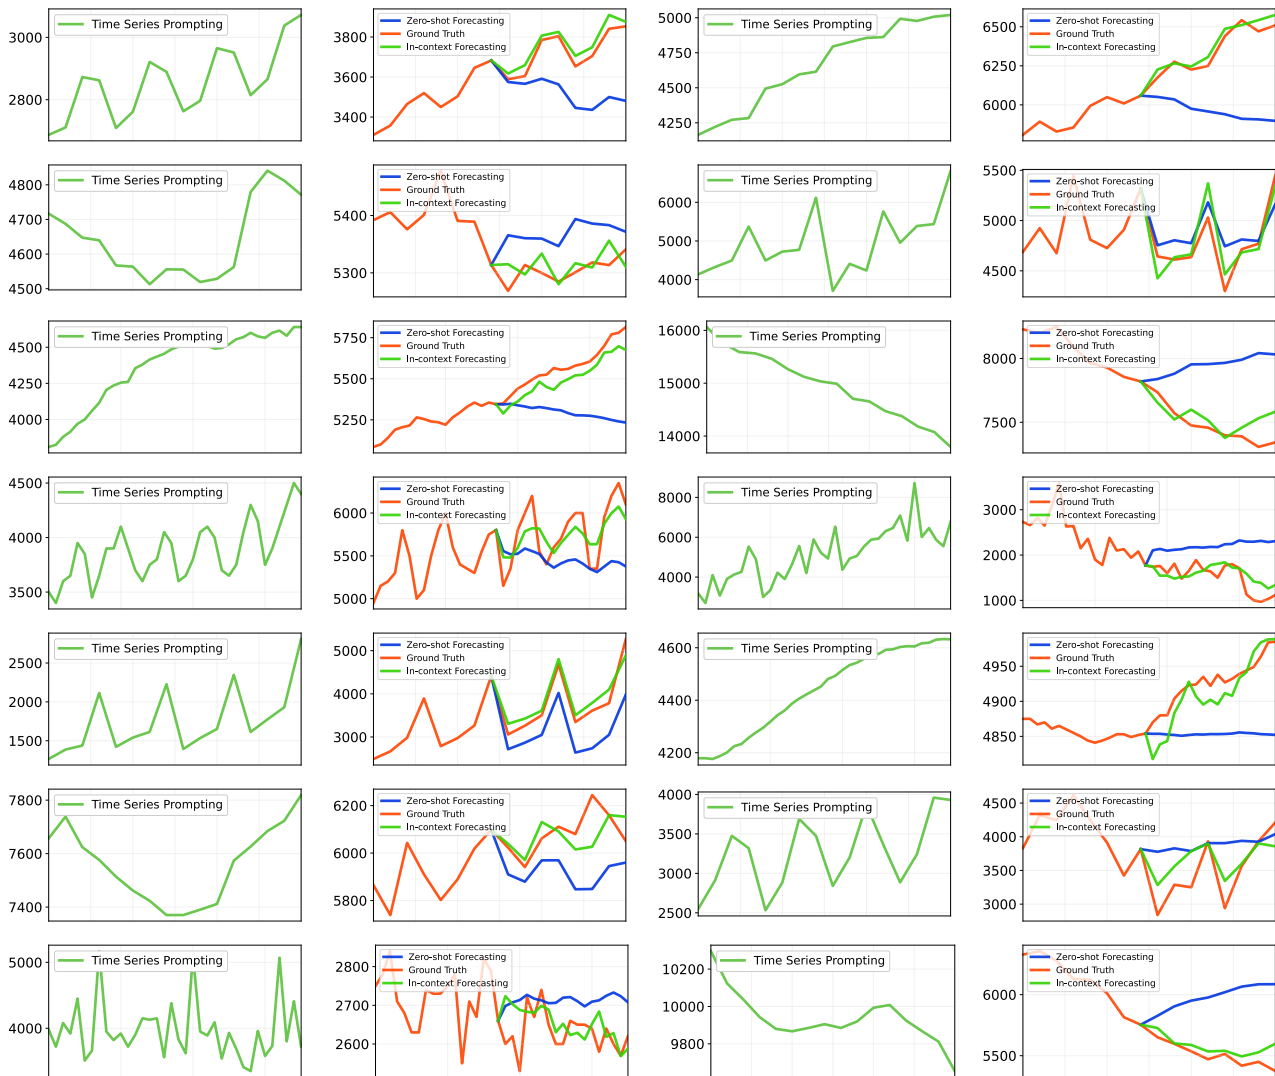 Time Series Prompting
3000
2800
Zero-shot Forecasting
Ground Truth
In-context Forecasting
3800
3600
3400
Time Series Prompting
5000
4750
4500
4250
Zero-shot Forecasting
Ground Truth
In-context Forecasting
6500
6250
6000
Time Series Prompting
4800
4700
4600
4500
Zero-shot Forecasting
Ground Truth
In-context Forecasting
5400
5300
Time Series Prompting
6000
5000
4000
Zero-shot Forecasting
Ground Truth
In-context Forecasting
5500
5000
4500
Time Series Prompting
4500
4250
4000
Zero-shot Forecasting
Ground Truth
In-context Forecasting
5750
5500
5250
Time Series Prompting
16000
15000
14000
Zero-shot Forecasting
Ground Truth
In-context Forecasting
8000
7500
Time Series Prompting
4500
4000
3500
Zero-shot Forecasting
Ground Truth
In-context Forecasting
6000
5500
5000
Time Series Prompting
8000
6000
4000
Zero-shot Forecasting
Ground Truth
In-context Forecasting
3000
2000
1000
Time Series Prompting
2500
2000
1500
Zero-shot Forecasting
Ground Truth
In-context Forecasting
5000
4000
3000
Time Series Prompting
4600
4400
4200
Zero-shot Forecasting
Ground Truth
In-context Forecasting
4950
4900
4850
Time Series Prompting
7800
7600
7400
Zero-shot Forecasting
Ground Truth
In-context Forecasting
6200
6000
5800
Time Series Prompting
4000
3500
3000
2500
Zero-shot Forecasting
Ground Truth
In-context Forecasting
4500
4000
3500
3000
Time Series Prompting
5000
4000
Zero-shot Forecasting
Ground Truth
In-context Forecasting
2800
2700
2600
Time Series Prompting
10200
10000
9800
Zero-shot Forecasting
Ground Truth
In-context Forecasting
6000
5500